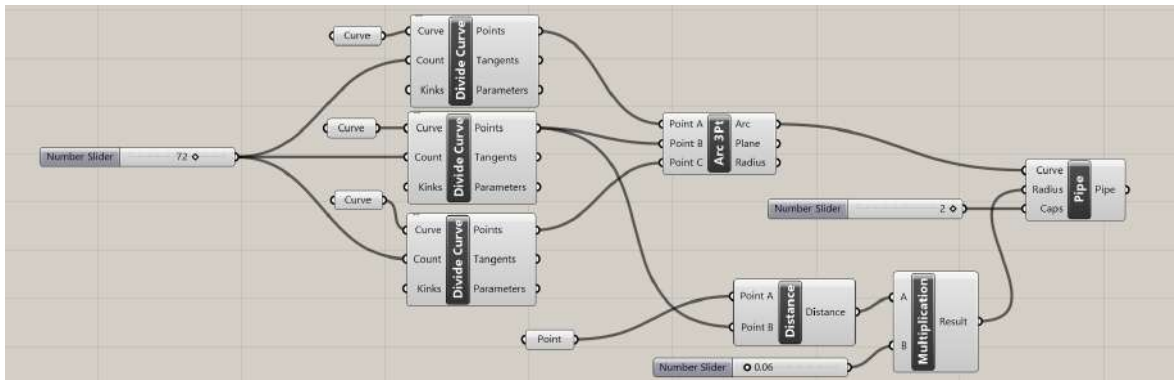 Curve
Curve Points
Count Tangents
Kinks Parameters
Divide Curve
Curve
Curve Points
Count Tangents
Kinks Parameters
Divide Curve
Number Slider 72
Curve
Curve Points
Count Tangents
Kinks Parameters
Divide Curve
Point A Arc
Point B Plane
Point C Radius
Arc 3Pt
Curve
Radius Pipe
Caps
Pipe
Number Slider 2
Point
Point A Distance
Point B
Distance
Number Slider 0.06
A
Result
B
Multiplication